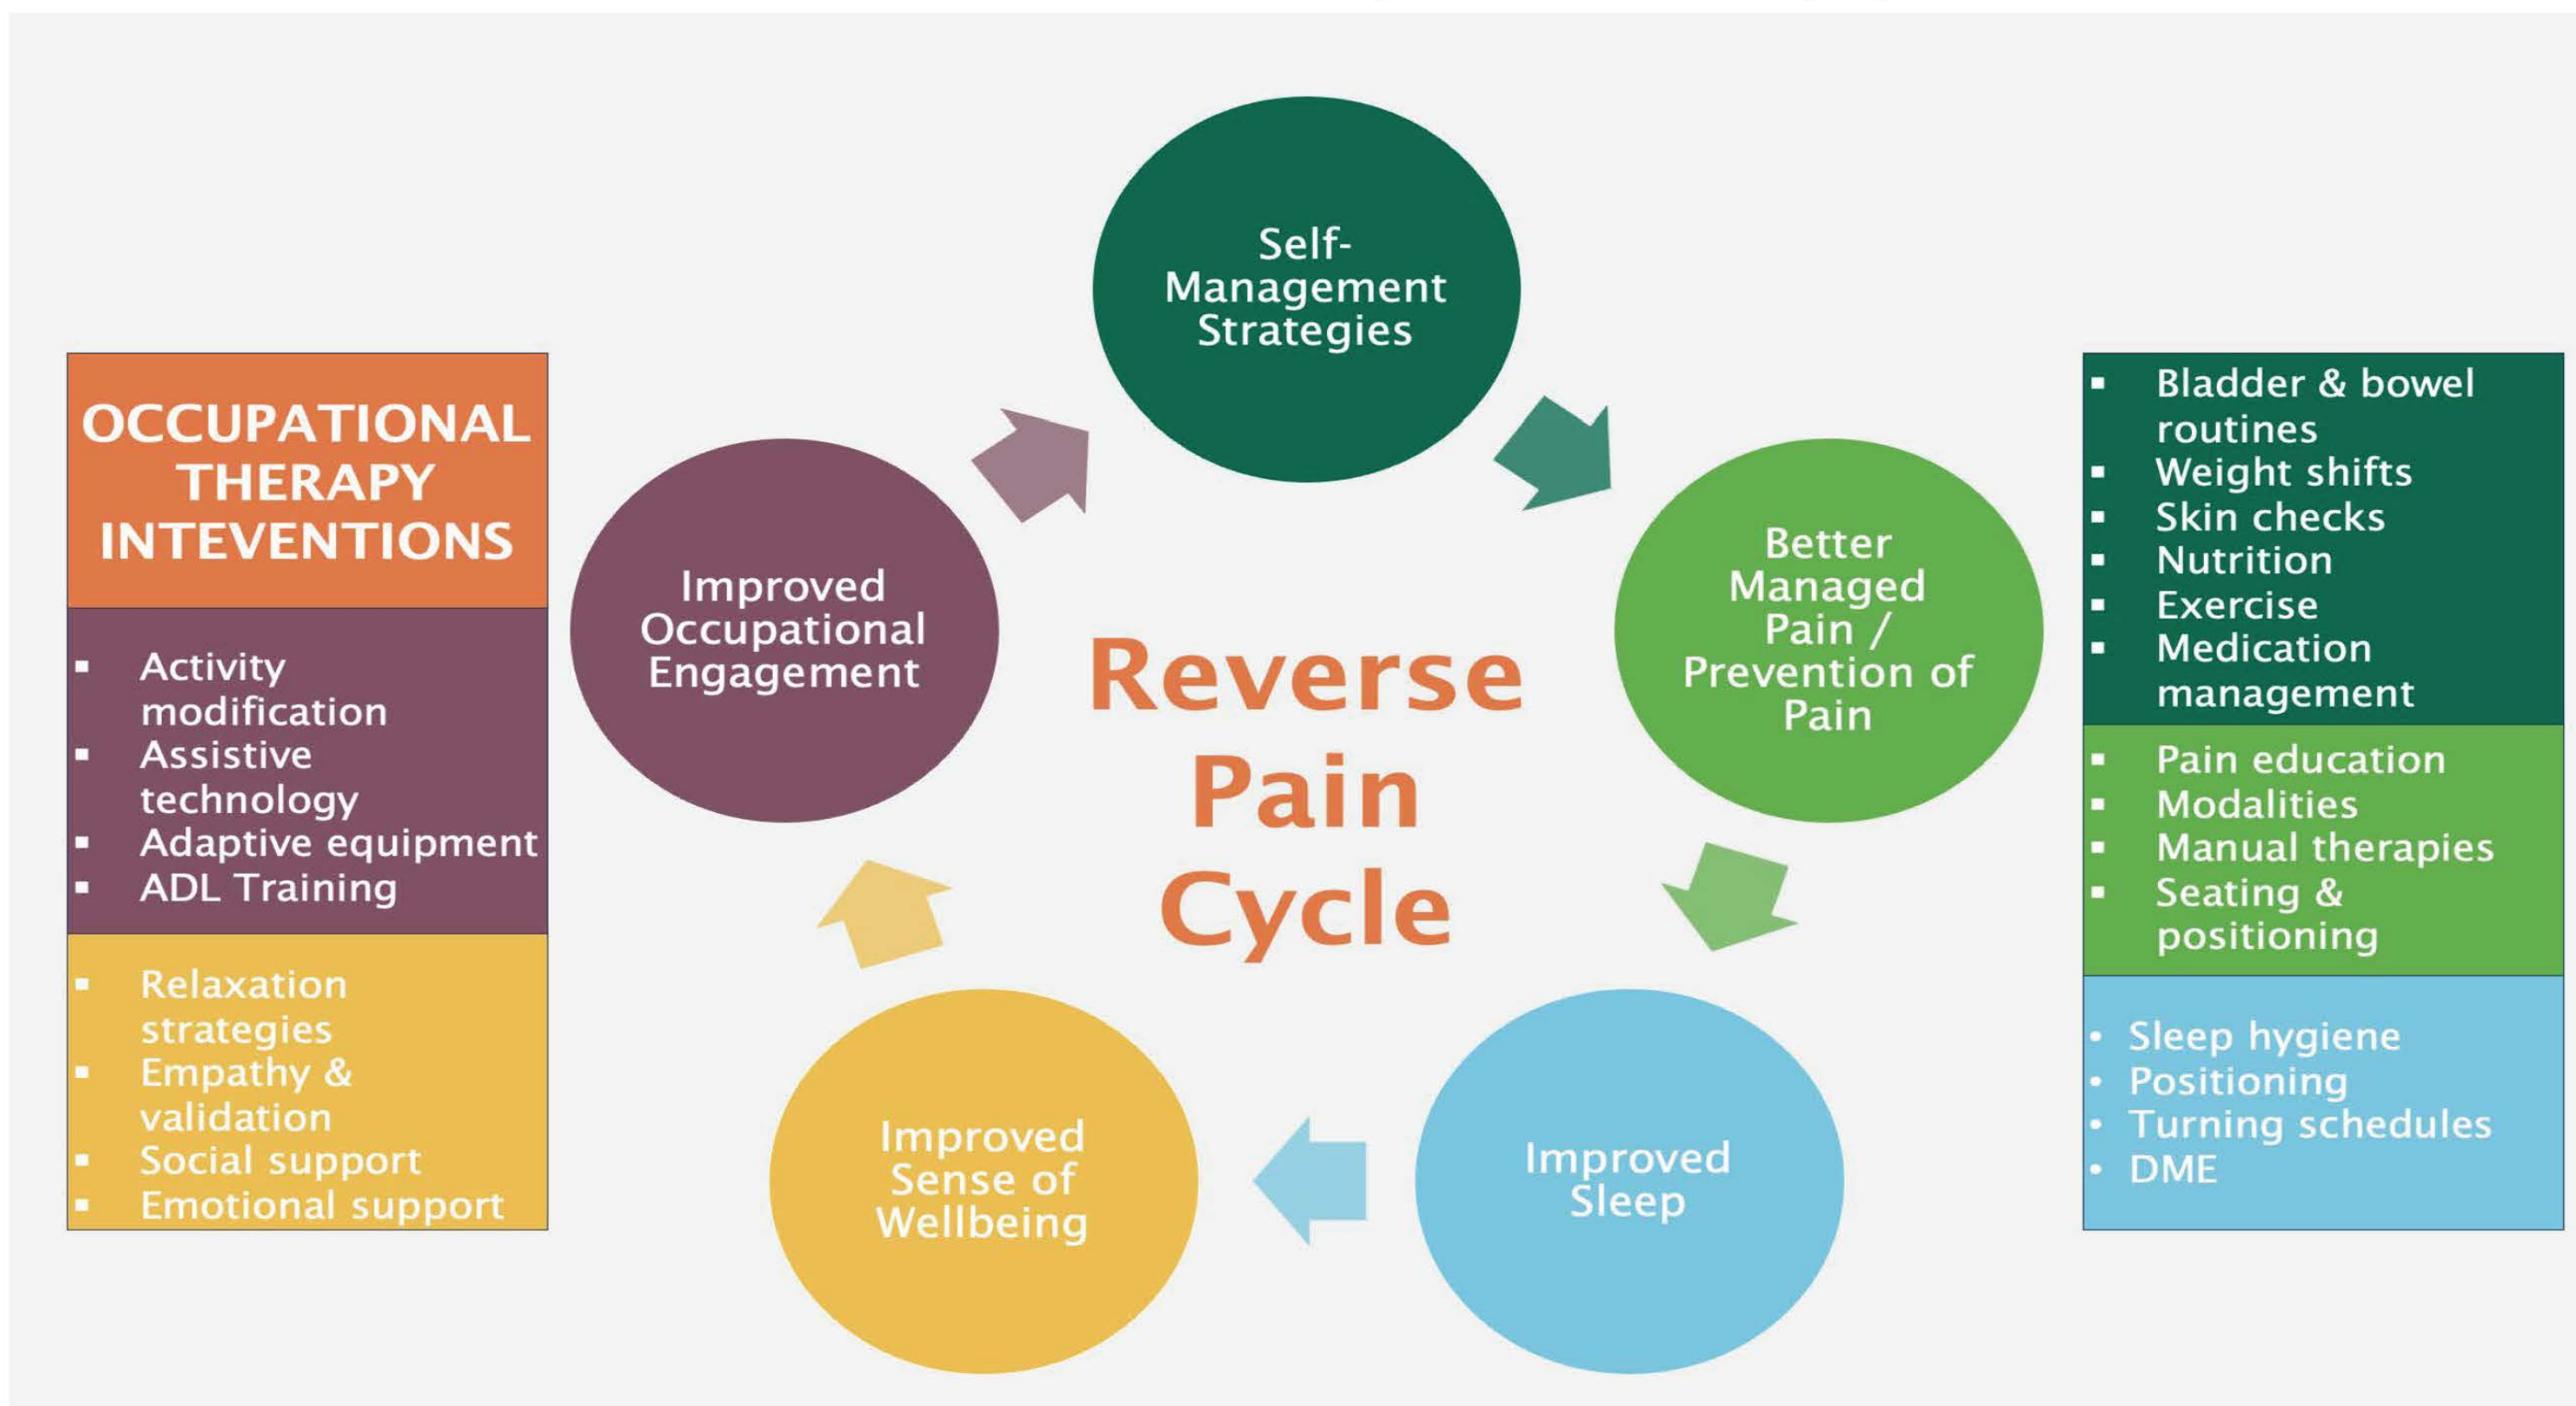 Self-
Management
Strategies
Better
Managed
Pain /
Prevention of
Pain
Improved
Sleep
Improved
Sense of
Wellbeing
Improved
Occupational
Engagement
Reverse
Pain
Cycle
OCCUPATIONAL
THERAPY
INTEVENTIONS
▪ Activity
modification
▪ Assistive
technology
▪ Adaptive equipment
▪ ADL Training
▪ Relaxation
strategies
▪ Empathy &
validation
▪ Social support
▪ Emotional support
▪ Bladder & bowel
routines
▪ Weight shifts
▪ Skin checks
▪ Nutrition
▪ Exercise
▪ Medication
management
▪ Pain education
▪ Modalities
▪ Manual therapies
▪ Seating &
positioning
• Sleep hygiene
• Positioning
• Turning schedules
• DME